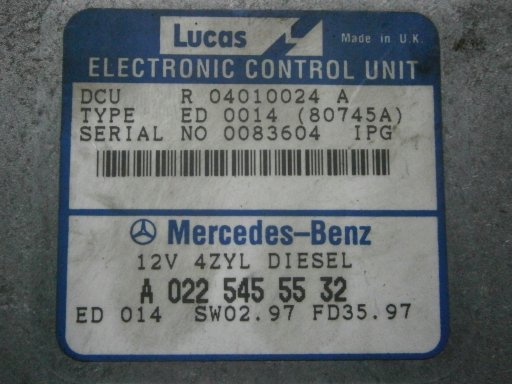 Lucas Made in U.K.
ELECTRONIC CONTROL UNIT
DCU R 04010024 A
TYPE ED 0014 (80745A)
SERIAL NO 0083604 IPG
Mercedes-Benz
12V 4ZYL DIESEL
A 022 545 55 32
ED 014 SW02.97 FD35.97